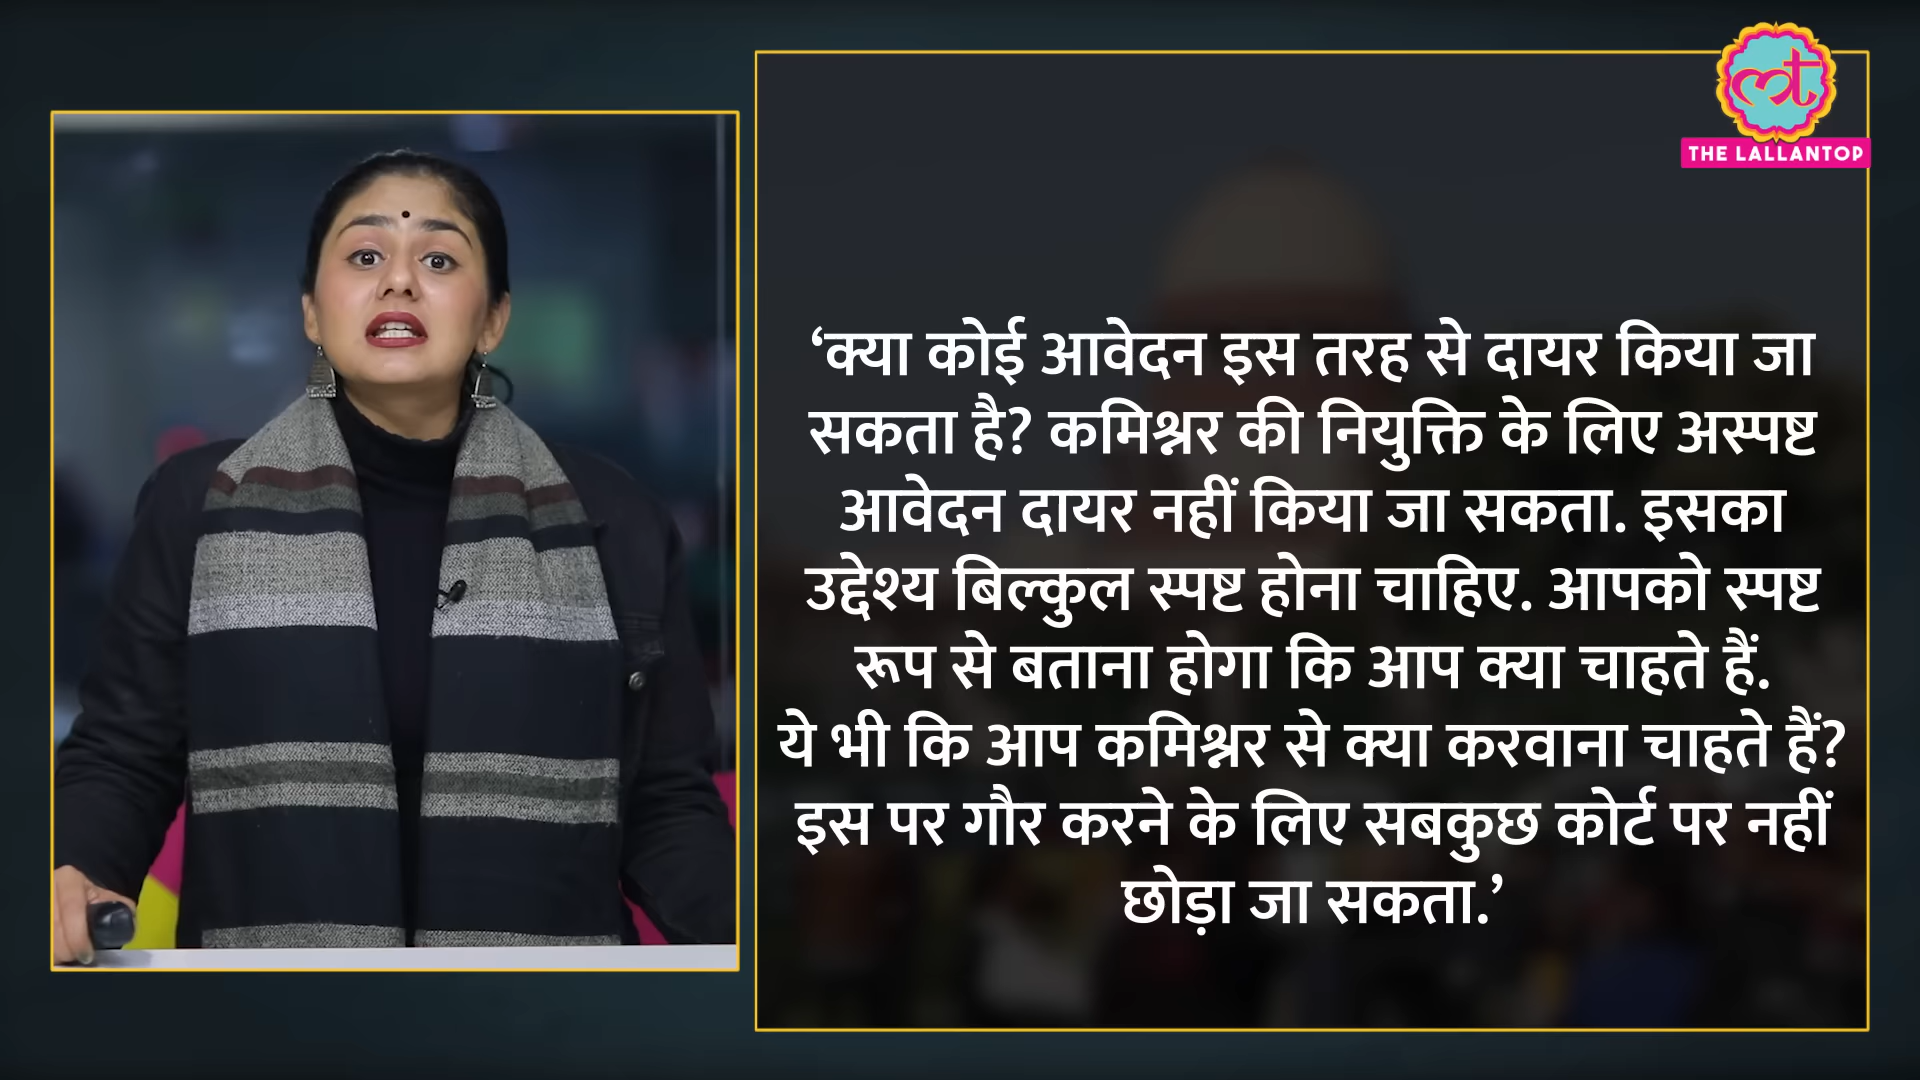 THE LALLANTOP
‘क्या कोई आवेदन इस तरह से दायर किया जा
सकता है? कमिश्नर की नियुक्ति के लिए अस्पष्ट
आवेदन दायर नहीं किया जा सकता. इसका
उद्देश्य बिल्कुल स्पष्ट होना चाहिए. आपको स्पष्ट
रूप से बताना होगा कि आप क्या चाहते हैं.
ये भी कि आप कमिश्नर से क्या करवाना चाहते हैं?
इस पर गौर करने के लिए सबकुछ कोर्ट पर नहीं
छोड़ा जा सकता.’